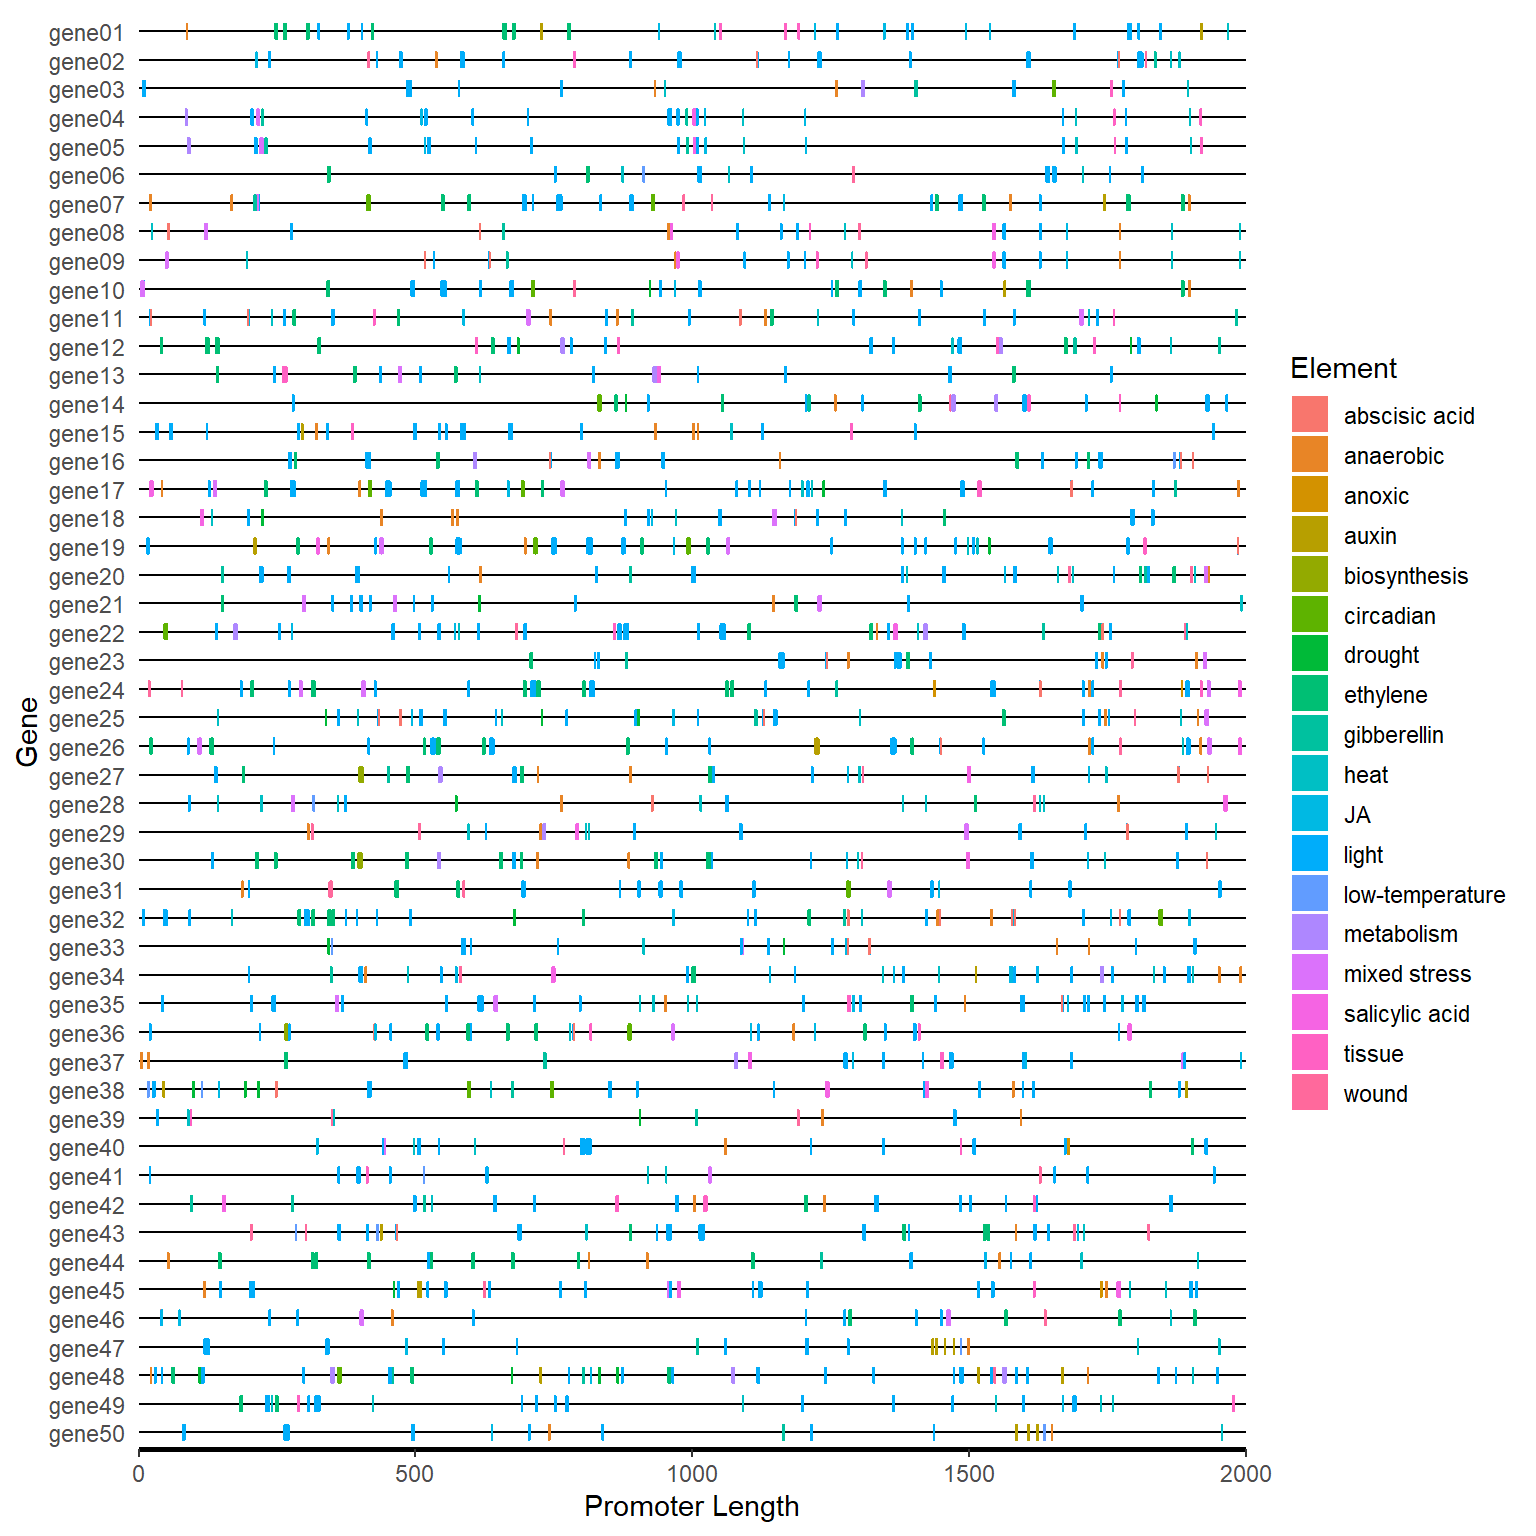 gene01
gene02
gene03
gene04
gene05
gene06
gene07
gene08
gene09
gene10
gene11
gene12
gene13
gene14
gene15
gene16
gene17
gene18
gene19
gene20
gene21
gene22
gene23
gene24
gene25
gene26
gene27
gene28
gene29
gene30
gene31
gene32
gene33
gene34
gene35
gene36
gene37
gene38
gene39
gene40
gene41
gene42
gene43
gene44
gene45
gene46
gene47
gene48
gene49
gene50
Gene
0 500 1000 1500 2000
Promoter Length
Element
abscisic acid
anaerobic
anoxic
auxin
biosynthesis
circadian
drought
ethylene
gibberellin
heat
JA
light
low-temperature
metabolism
mixed stress
salicylic acid
tissue
wound